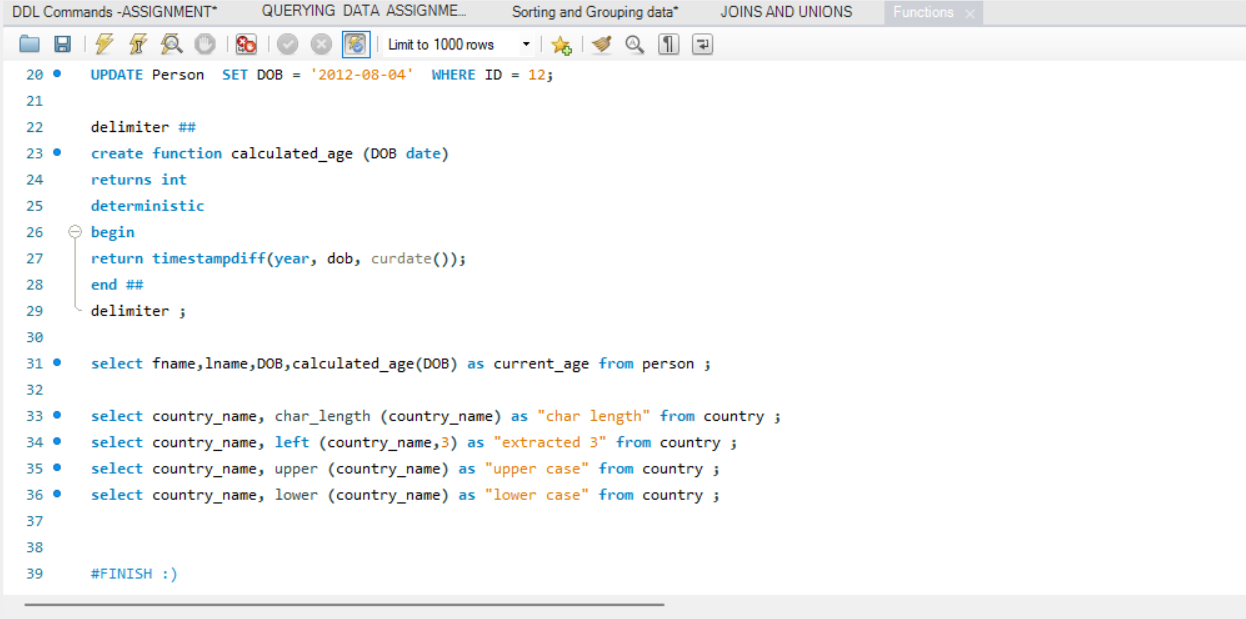 DDL Commands -ASSIGNMENT* QUERYING DATA ASSIGNME... Sorting and Grouping data* JOINS AND UNIONS Functions ×
Limit to 1000 rows
20 UPDATE Person SET DOB = '2012-08-04' WHERE ID = 12;
21
22 delimiter ##
23 create function calculated_age (DOB date)
24 returns int
25 deterministic
26 begin
27 return timestampdiff(year, dob, curdate());
28 end ##
29 delimiter ;
30
31 select fname,lname,DOB,calculated_age(DOB) as current_age from person ;
32
33 select country_name, char_length (country_name) as "char length" from country ;
34 select country_name, left (country_name,3) as "extracted 3" from country ;
35 select country_name, upper (country_name) as "upper case" from country ;
36 select country_name, lower (country_name) as "lower case" from country ;
37
38
39 #FINISH :)